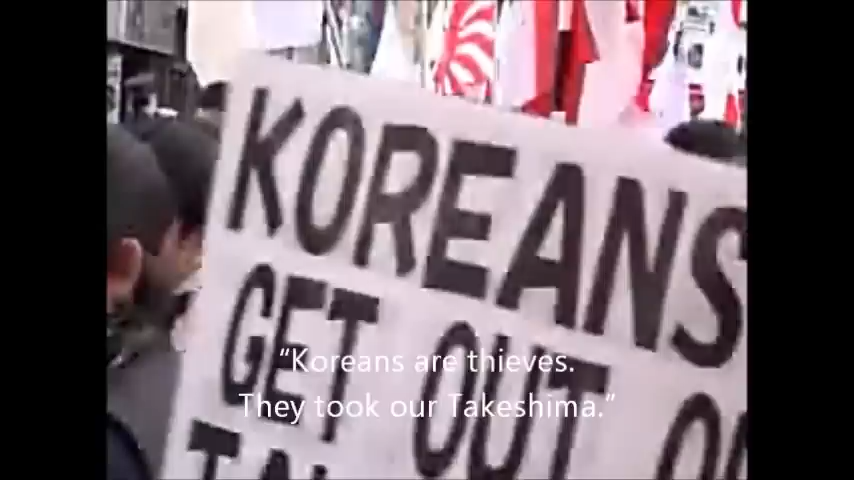 KOREANS
GET OUT
“Koreans are thieves.
They took our Takeshima.”